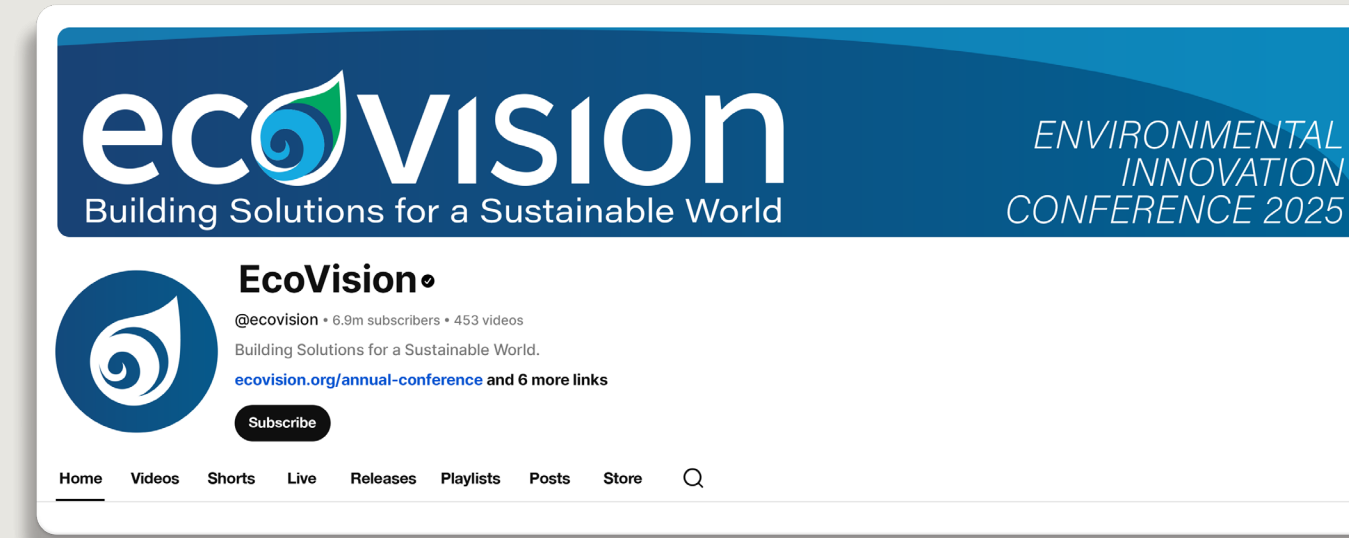 ecovision
Building Solutions for a Sustainable World
ENVIRONMENTAL
INNOVATION
CONFERENCE 2025
EcoVision
@ecovision • 6.9m subscribers • 453 videos
Building Solutions for a Sustainable World.
ecovision.org/annual-conference and 6 more links
Subscribe
Home Videos Shorts Live Releases Playlists Posts Store